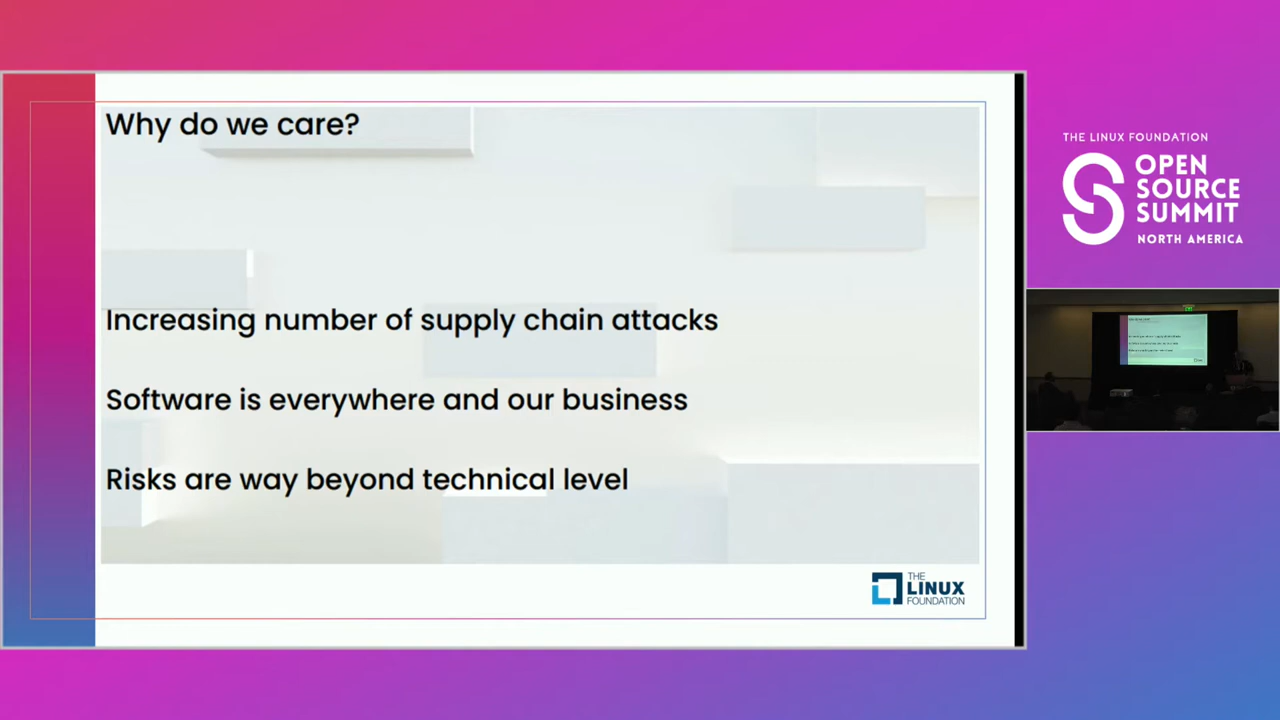 Why do we care?
Increasing number of supply chain attacks
Software is everywhere and our business
Risks are way beyond technical level
THE
LINUX
FOUNDATION
THE LINUX FOUNDATION
OPEN
SOURCE
SUMMIT
NORTH AMERICA